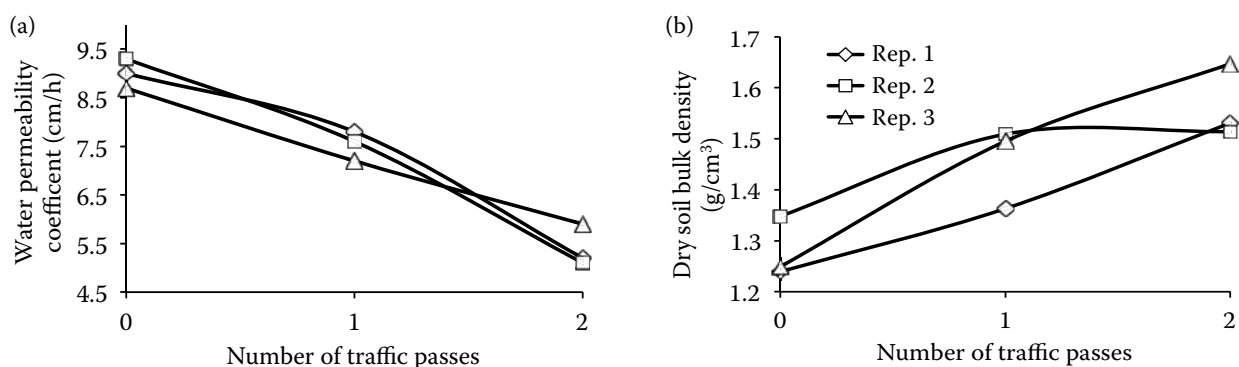 (a)
Water permeability
coefficent (cm/h)
9.5
8.5
7.5
6.5
5.5
4.5
0 1 2
Number of traffic passes
(b)
Dry soil bulk density
(g/cm³)
1.7
1.6
1.5
1.4
1.3
1.2
Rep. 1
Rep. 2
Rep. 3
0 1 2
Number of traffic passes